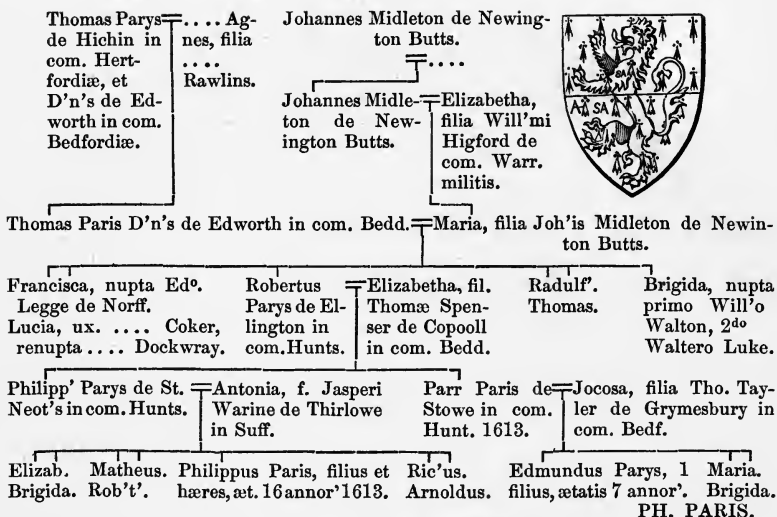 Thomas Parys
de Hichin in
com. Hert-
fordiæ, et
D'n's de Ed-
worth in com.
Bedfordiæ.
.... Ag-
nes, filia
....
Rawlins.
Johannes Midleton de Newing-
ton Butts.
....
Johannes Midle-
ton de New-
ington Butts.
Elizabetha,
filia Will'mi
Higford de
com. Warr.
militis.
SA
A
SA
Thomas Paris D'n's de Edworth in com. Bedd.
Maria, filia Joh'is Midleton de Newin-
ton Butts.
Francisca, nupta Edo.
Legge de Norff.
Lucia, ux. .... Coker,
renupta .... Dockwray.
Robertus
Parys de El-
lington in
com. Hunts.
Elizabetha, fil.
Thomæ Spen-
ser de Copooll
in com. Bedd.
Radulf'.
Thomas.
Brigida, nupta
primo Will'o
Walton, 2do
Waltero Luke.
Philipp' Parys de St.
Neot's in com. Hunts.
Antonia, f. Jasperi
Warine de Thirlowe
in Suff.
Parr Paris de
Stowe in com.
Hunt. 1613.
Jocosa, filia Tho. Tay-
ler de Grymesbury in
com. Bedf.
Elizab.
Brigida.
Matheus.
Rob't'.
Philippus Paris, filius et
hæres, æt. 16 annor' 1613.
Ric'us.
Arnoldus.
Edmundus Parys, 1
filius, ætatis 7 annor'.
Maria.
Brigida.
PH. PARIS.